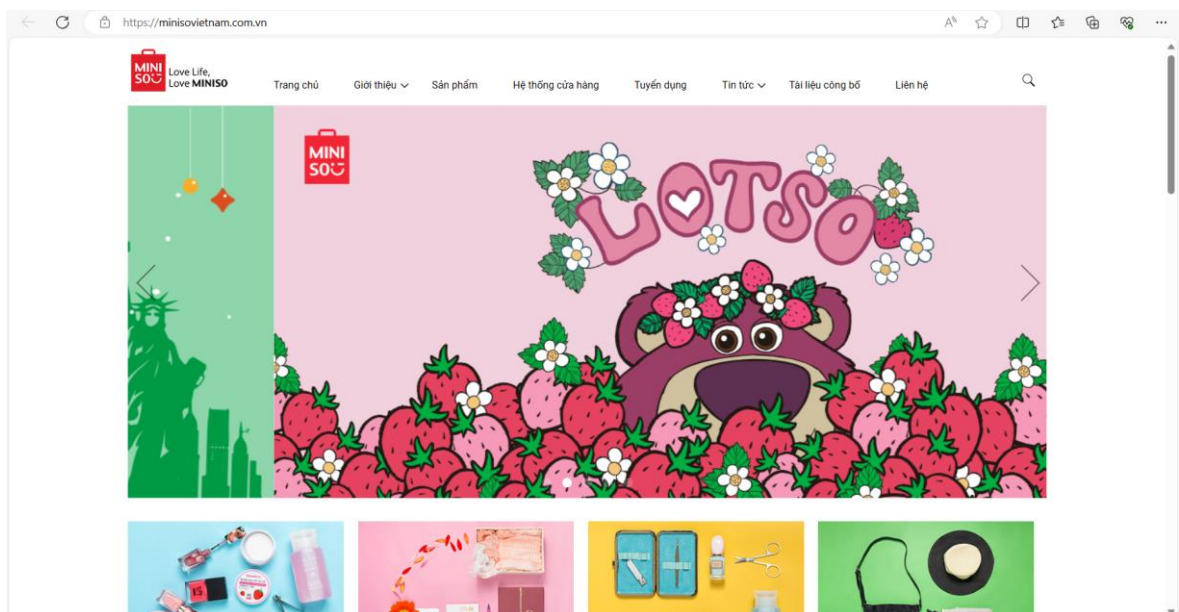 https://minisovietnam.com.vn
MINI
SO
Love Life,
Love MINISO
Trang chủ Giới thiệu Sản phẩm Hệ thống cửa hàng Tuyển dụng Tin tức Tài liệu công bố Liên hệ
MINI
SO
LOTSO